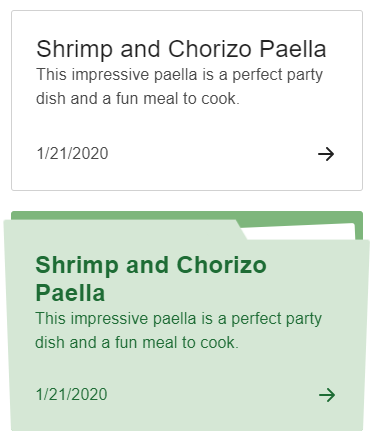 Shrimp and Chorizo Paella
This impressive paella is a perfect party
dish and a fun meal to cook.
1/21/2020
Shrimp and Chorizo
Paella
This impressive paella is a perfect party
dish and a fun meal to cook.
1/21/2020